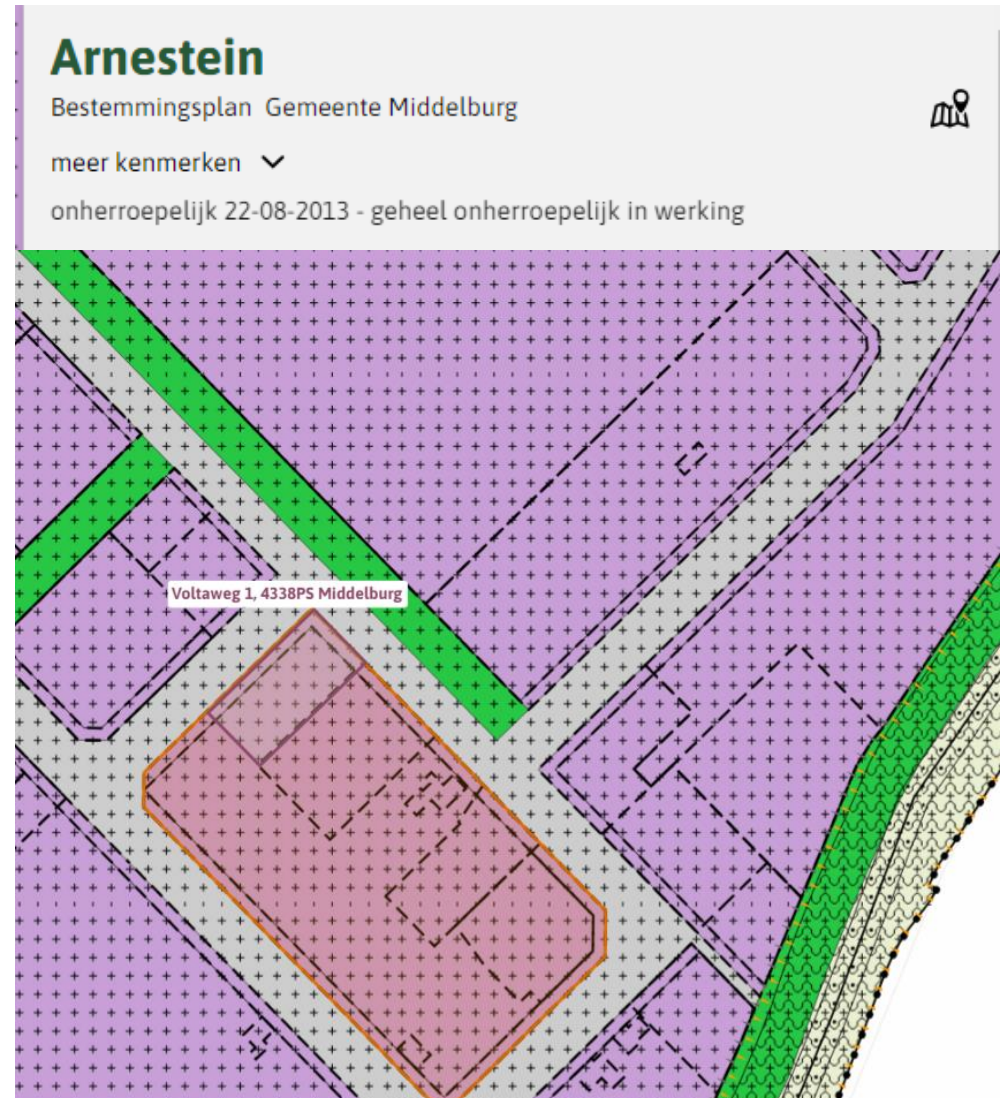 Arnestein
Bestemmingsplan Gemeente Middelburg
meer kenmerken
onherroepelijk 22-08-2013 - geheel onherroepelijk in werking
Voltaweg 1, 4338PS Middelburg